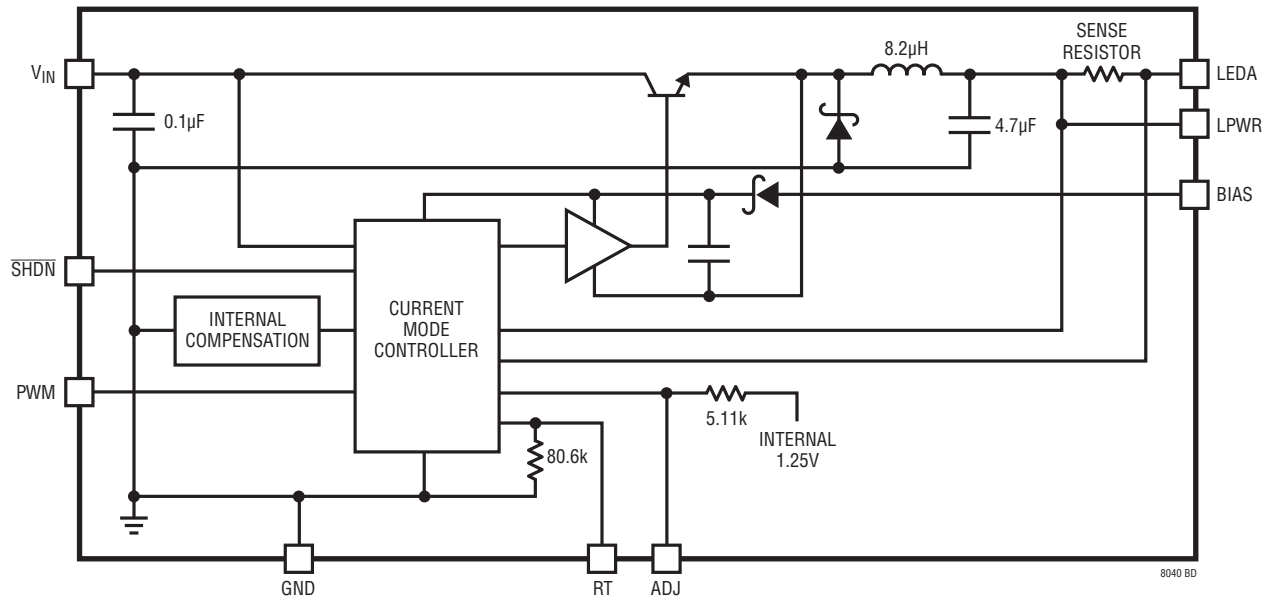 SENSE
RESISTOR
8.2µH
VIN
LEDA
0.1µF
4.7µF
LPWR
BIAS
SHDN
CURRENT
MODE
CONTROLLER
INTERNAL
COMPENSATION
PWM
5.11k
INTERNAL
1.25V
80.6k
GND
RT
ADJ
8040 BD